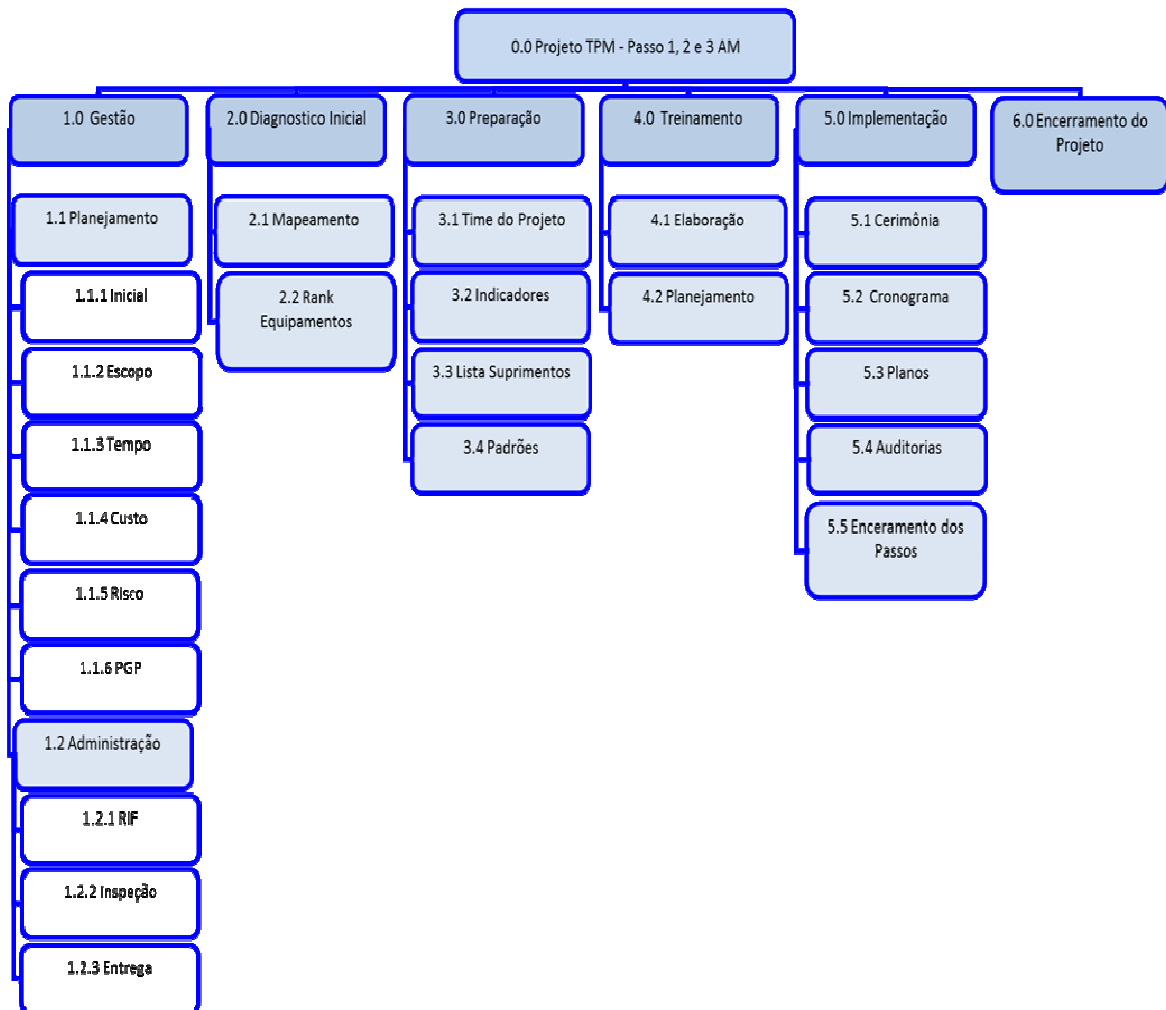 0.0 Projeto TPM - Passo 1, 2 e 3 AM
1.0 Gestão
1.1 Planejamento
1.1.1 Inicial
1.1.2 Escopo
1.1.3 Tempo
1.1.4 Custo
1.1.5 Risco
1.1.6 PGP
1.2 Administração
1.2.1 RIF
1.2.2 Inspeção
1.2.3 Entrega
2.0 Diagnostico Inicial
2.1 Mapeamento
2.2 Rank
Equipamentos
3.0 Preparação
3.1 Time do Projeto
3.2 Indicadores
3.3 Lista Suprimentos
3.4 Padrões
4.0 Treinamento
4.1 Elaboração
4.2 Planejamento
5.0 Implementação
5.1 Cerimônia
5.2 Cronograma
5.3 Planos
5.4 Auditorias
5.5 Enceramento dos
Passos
6.0 Encerramento do
Projeto